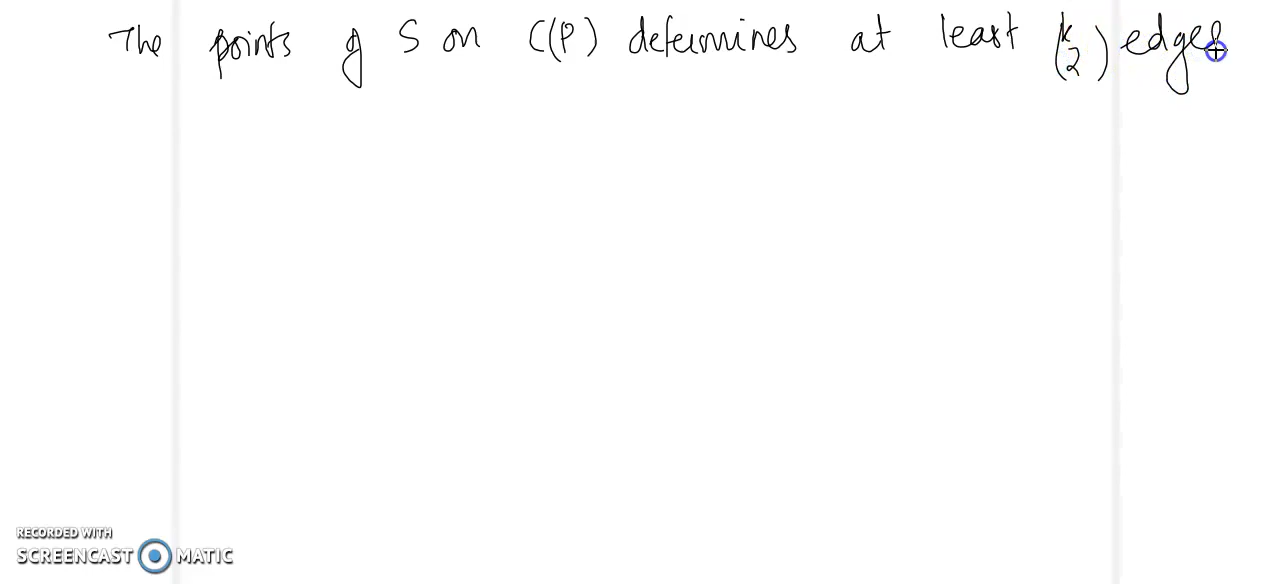 The points of S on C(P) determines at least (k 2) edges
RECORDED WITH
SCREENCAST MATIC